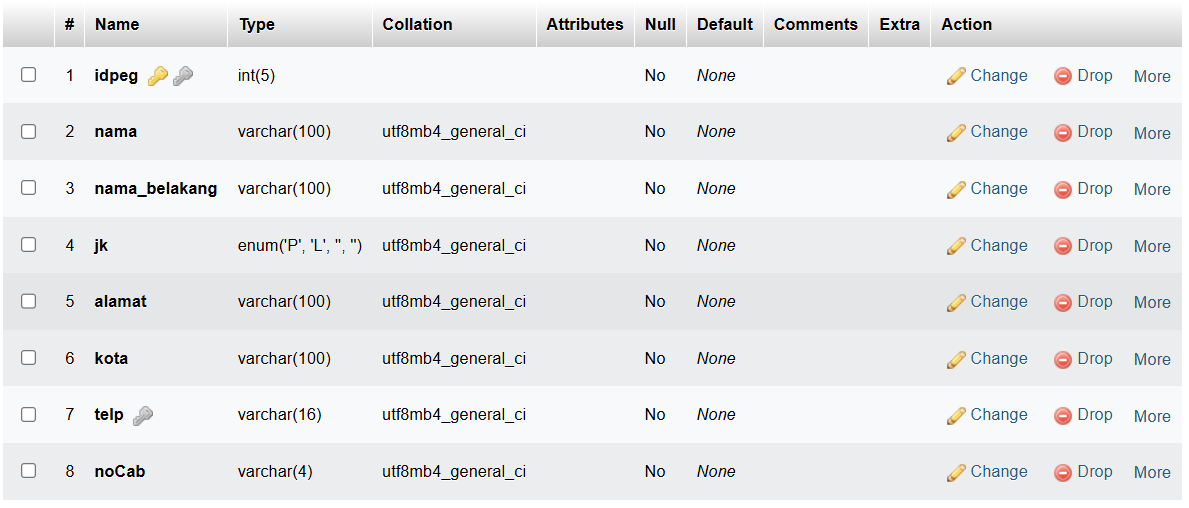 # Name Type Collation Attributes Null Default Comments Extra Action
1 idpeg int(5) No None Change Drop More
2 nama varchar(100) utf8mb4_general_ci No None Change Drop More
3 nama_belakang varchar(100) utf8mb4_general_ci No None Change Drop More
4 jk enum('P', 'L', '', '') utf8mb4_general_ci No None Change Drop More
5 alamat varchar(100) utf8mb4_general_ci No None Change Drop More
6 kota varchar(100) utf8mb4_general_ci No None Change Drop More
7 telp varchar(16) utf8mb4_general_ci No None Change Drop More
8 noCab varchar(4) utf8mb4_general_ci No None Change Drop More